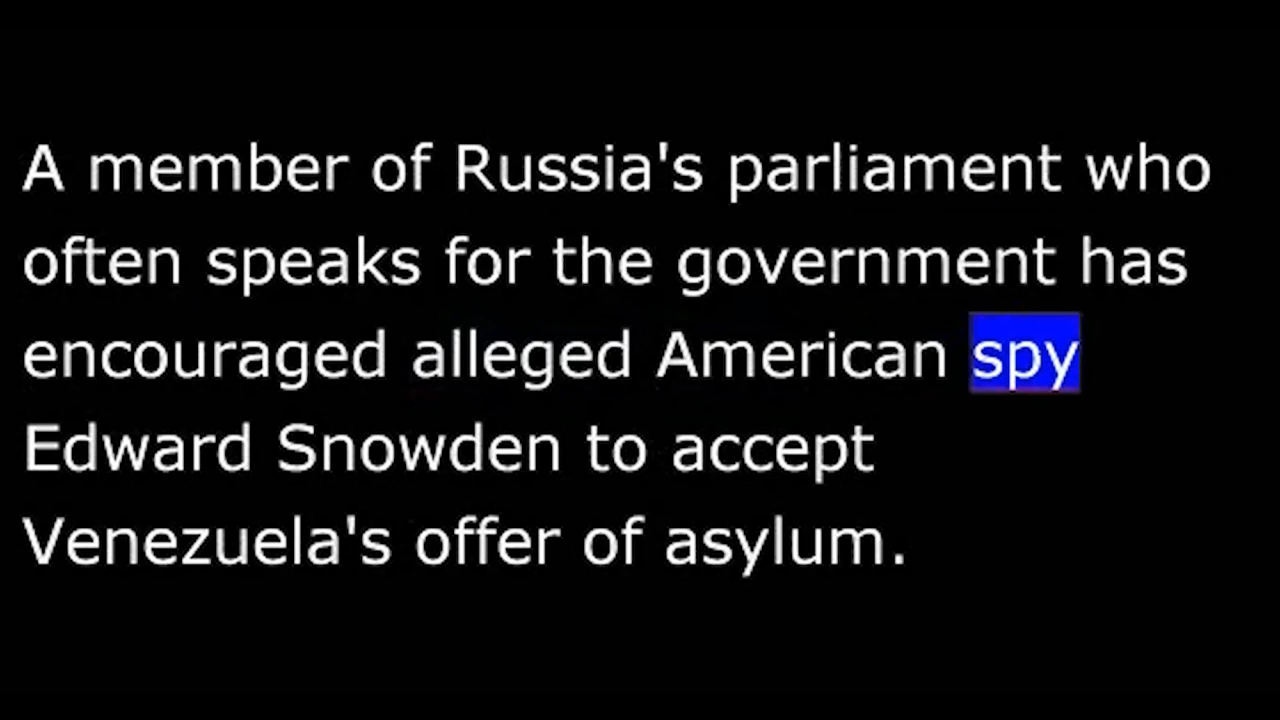 A member of Russia's parliament who
often speaks for the government has
encouraged alleged American spy
Edward Snowden to accept
Venezuela's offer of asylum.